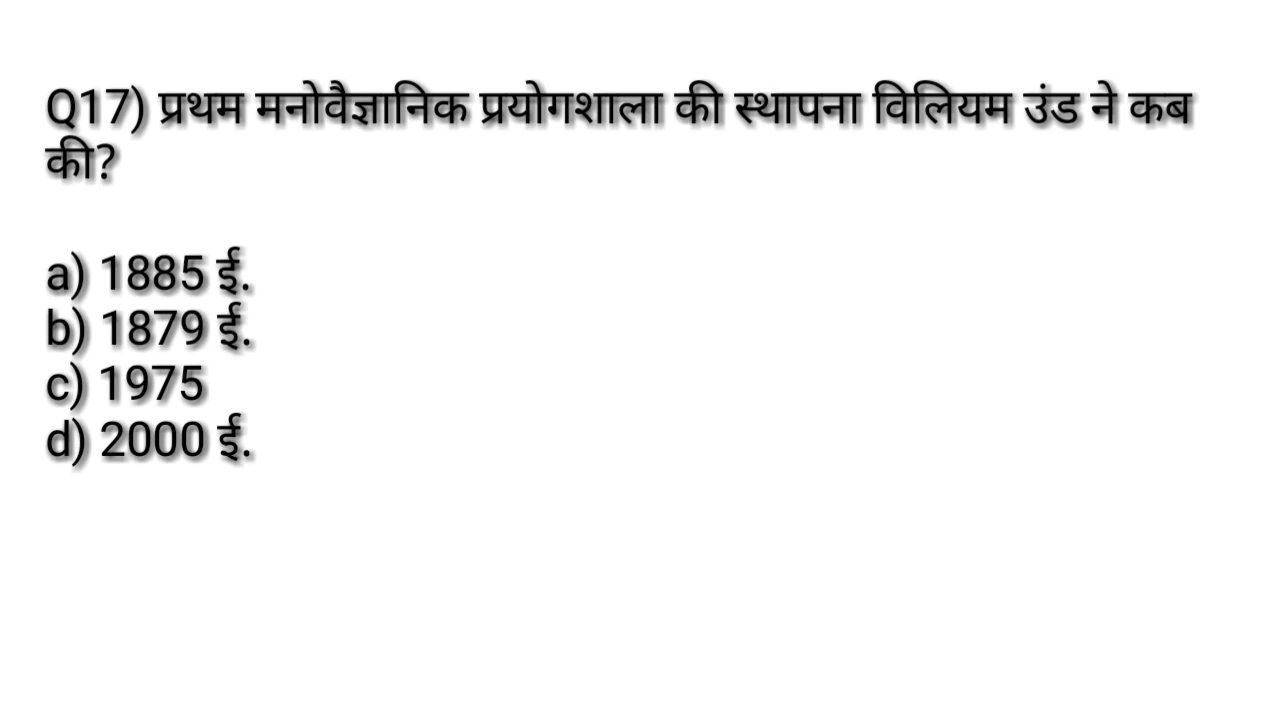 Q17) प्रथम मनोवैज्ञानिक प्रयोगशाला की स्थापना विलियम उंड ने कब
की?
a) 1885 ई.
b) 1879 ई.
c) 1975
d) 2000 ई.